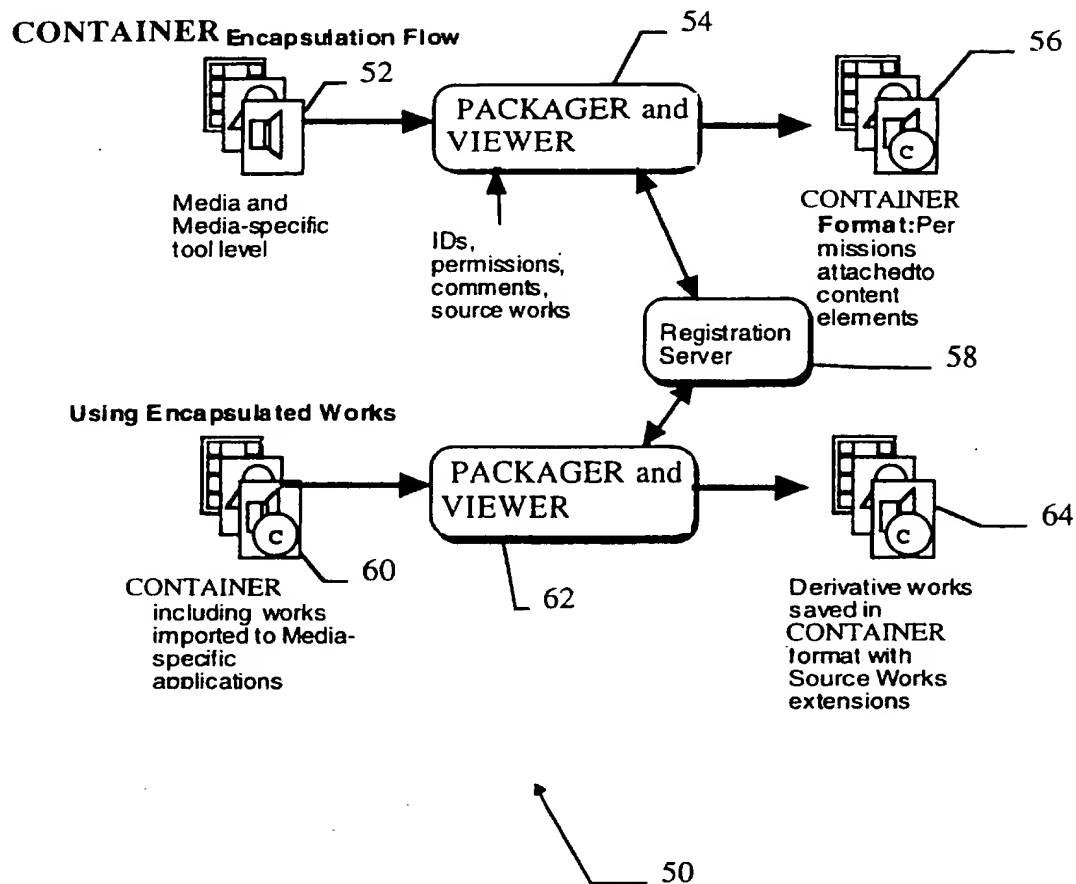 CONTAINER Encapsulation Flow
52
54
56
PACKAGER and
VIEWER
C
Media and
Media-specific
tool level
IDs,
permissions,
comments,
source works
CONTAINER
Format:Per
missions
attachedto
content
elements
Registration
Server
58
Using Encapsulated Works
PACKAGER and
VIEWER
C
C
60
62
64
CONTAINER
including works
imported to Media-
specific
applications
Derivative works
saved in
CONTAINER
format with
Source Works
extensions
50